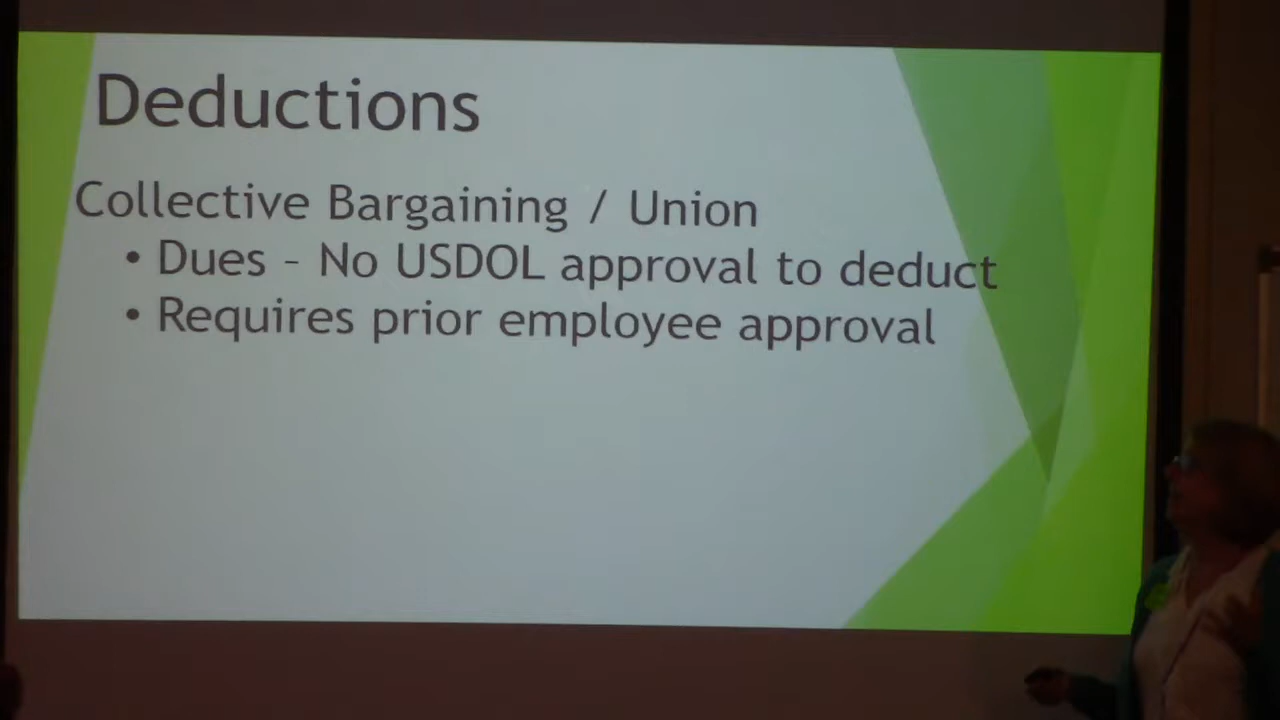 Deductions
Collective Bargaining / Union
• Dues – No USDOL approval to deduct
• Requires prior employee approval